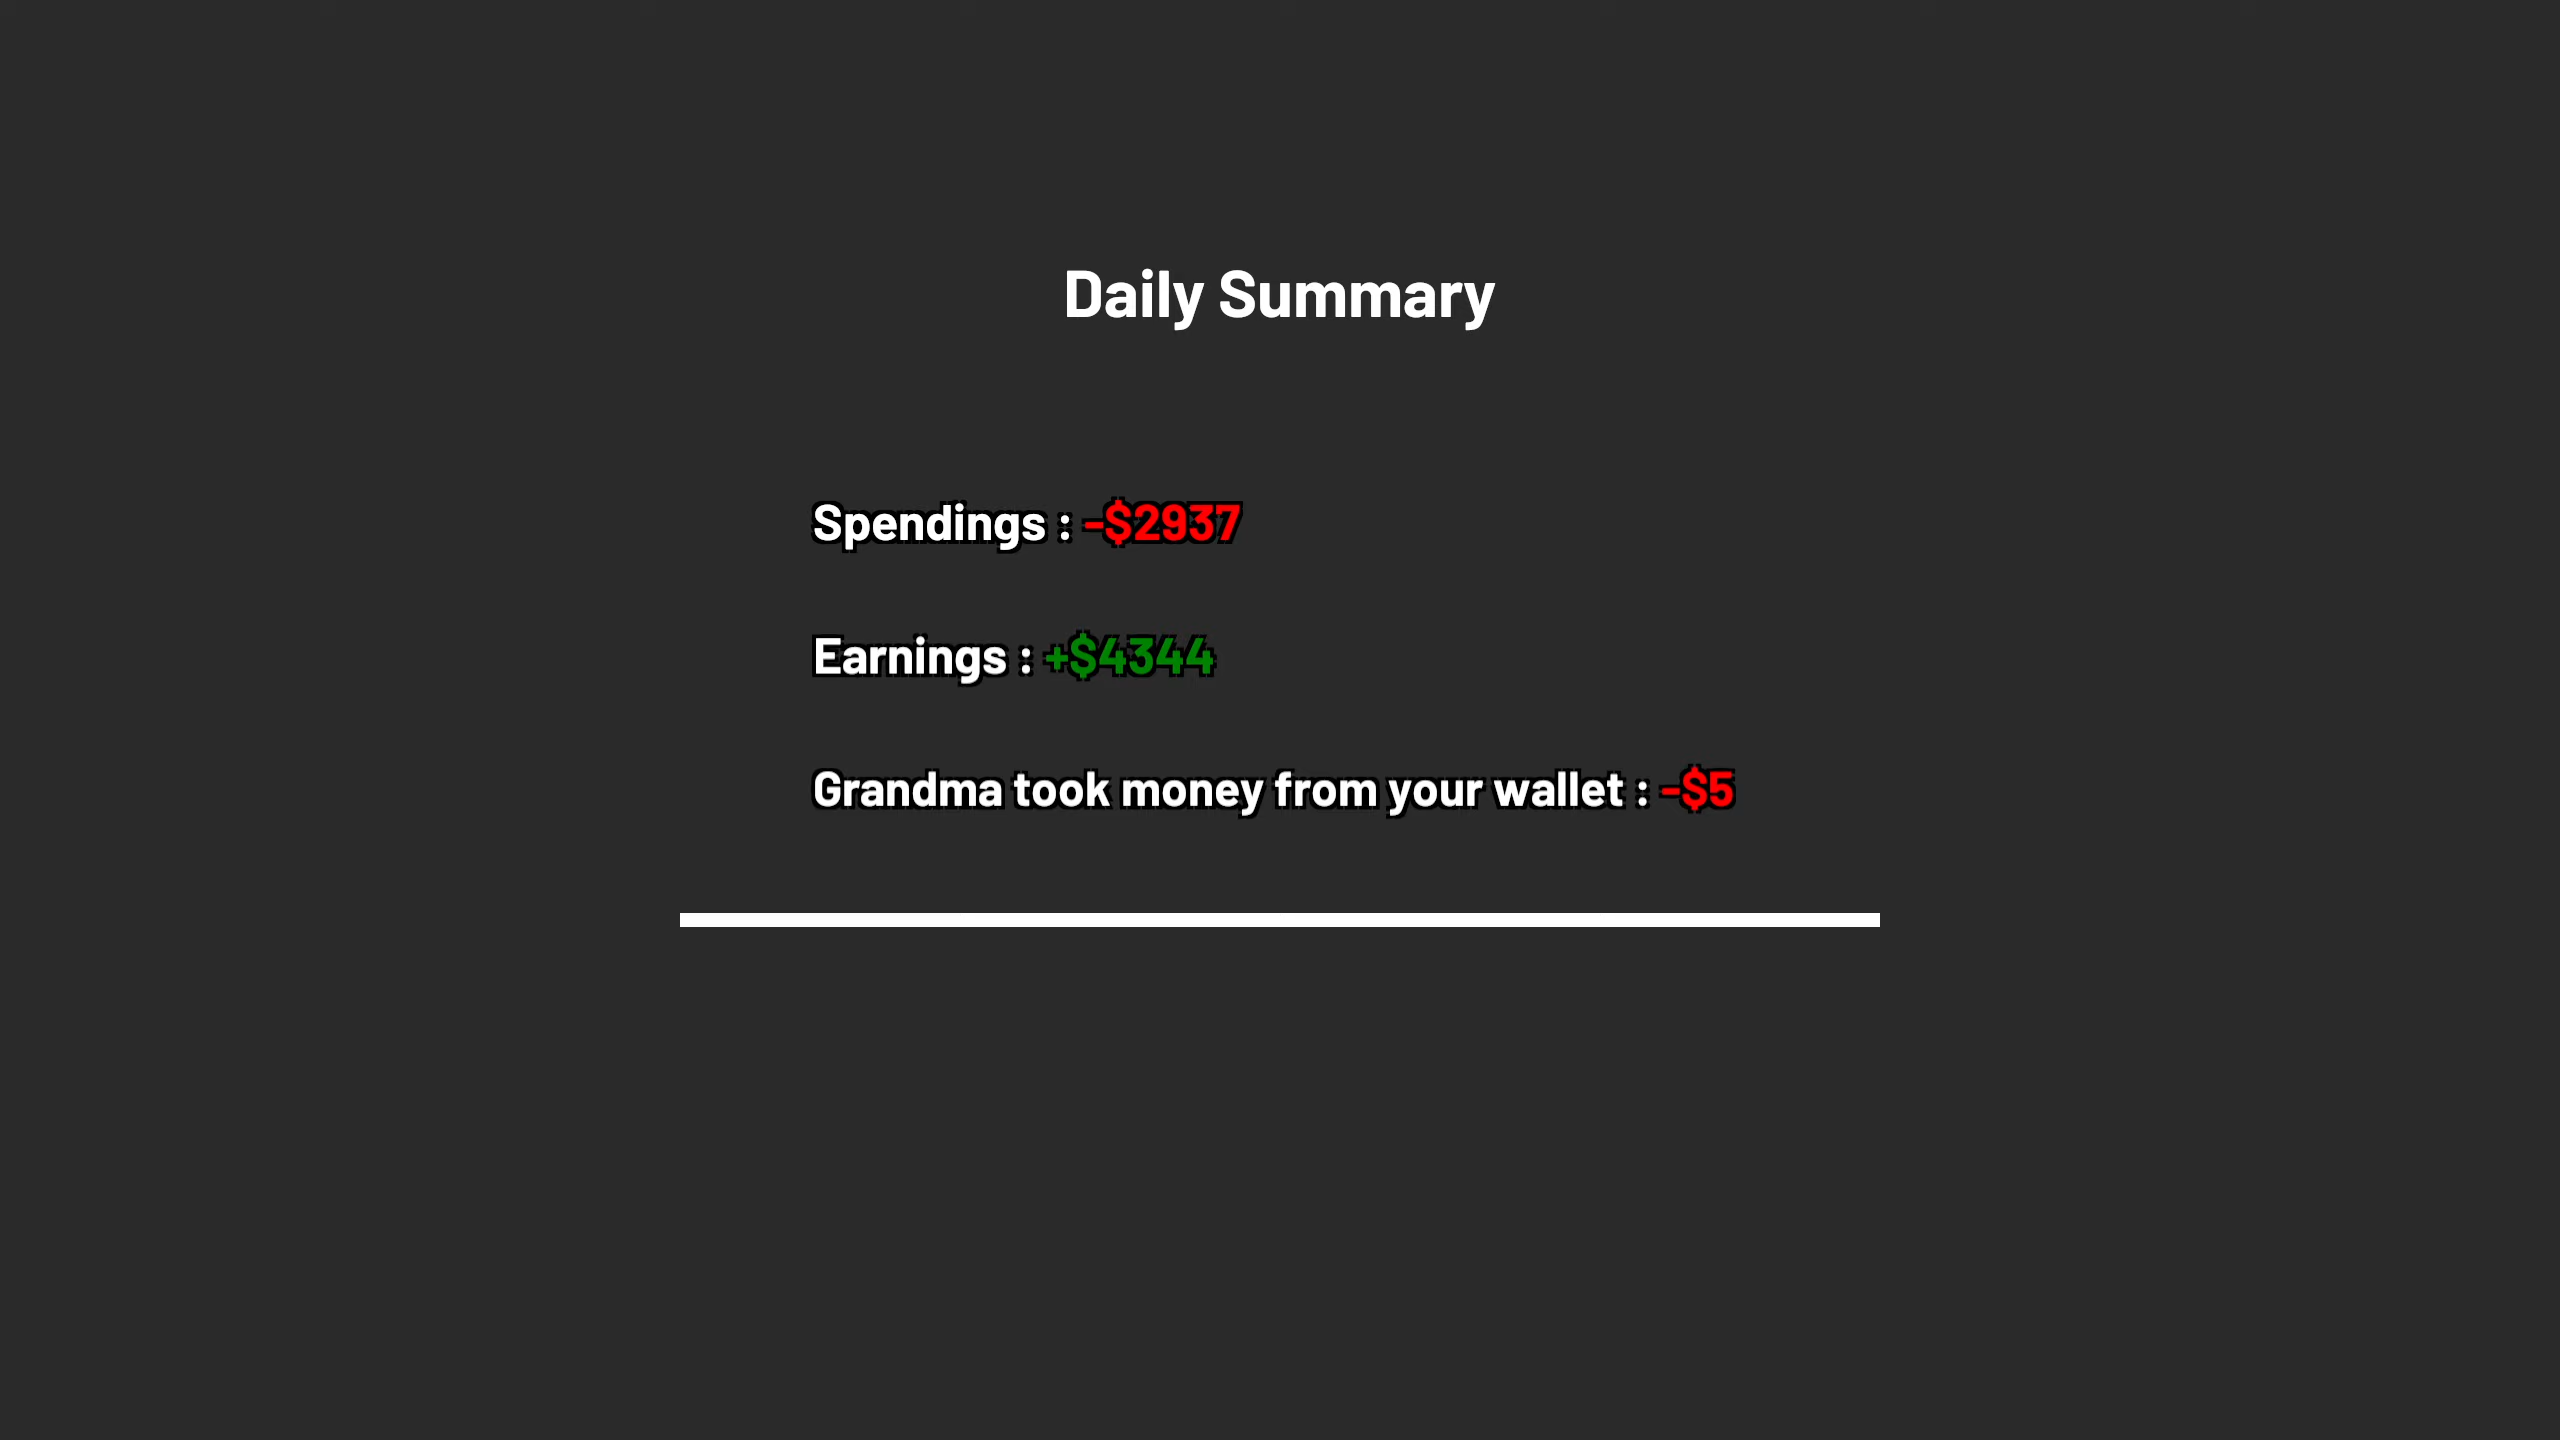 Daily Summary
Spendings : -$2937
Earnings : +$4344
Grandma took money from your wallet : -$5